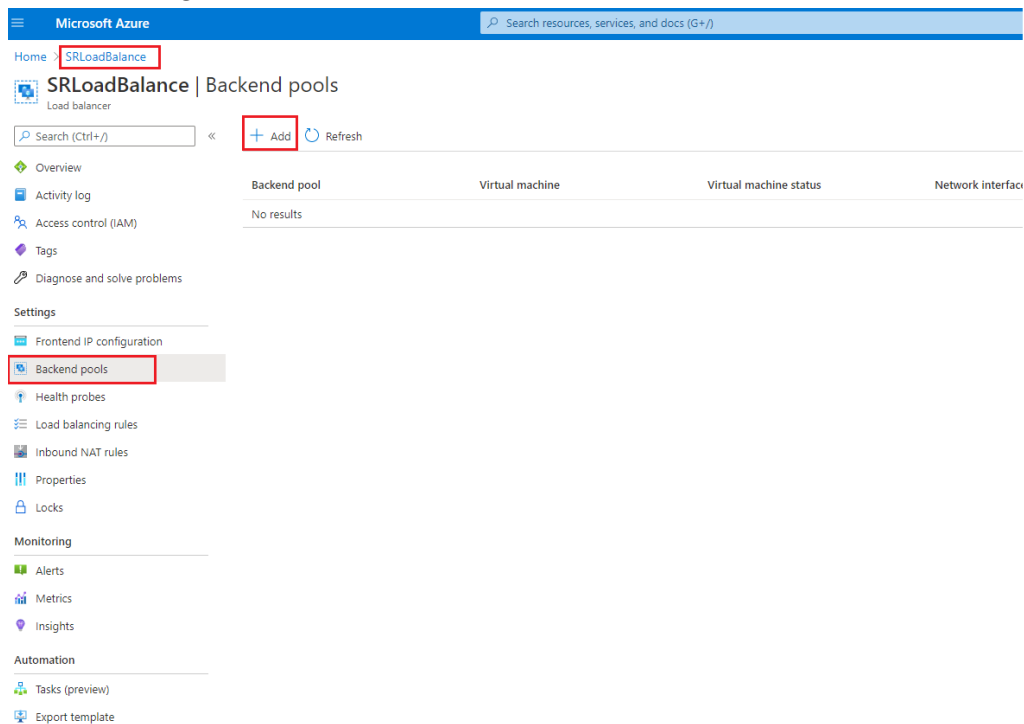 Microsoft Azure
Search resources, services, and docs (G+/)
Home > SRLoadBalance
SRLoadBalance | Backend pools
Load balancer
Search (Ctrl+/)
«
+ Add
Refresh
Overview
Activity log
Access control (IAM)
Tags
Diagnose and solve problems
Settings
Frontend IP configuration
Backend pools
Health probes
Load balancing rules
Inbound NAT rules
Properties
Locks
Monitoring
Alerts
Metrics
Insights
Automation
Tasks (preview)
Export template
Backend pool Virtual machine Virtual machine status Network interface
No results